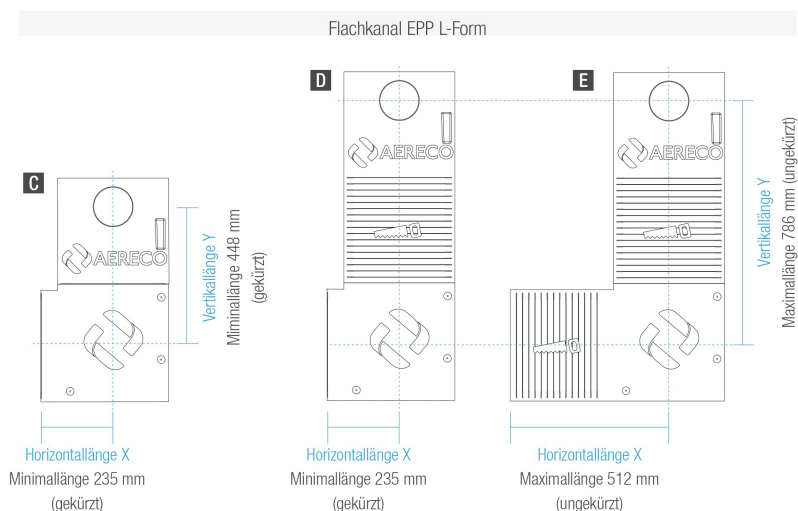 Flachkanal EPP L-Form
C
AERECO
Vertikallänge Y
Miminallänge 448 mm
(gekürzt)
Horizontallänge X
Minimallänge 235 mm
(gekürzt)
D
AERECO
Horizontallänge X
Minimallänge 235 mm
(gekürzt)
E
AERECO
Vertikallänge Y
Maximallänge 786 mm (ungekürzt)
Horizontallänge X
Maximallänge 512 mm
(ungekürzt)